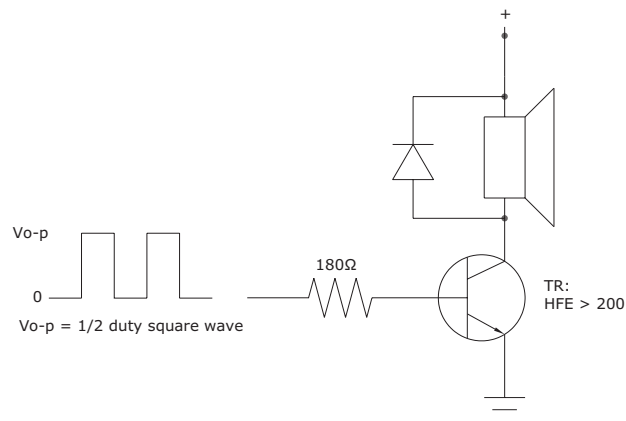 +
Vo-p
180Ω
0
TR:
HFE > 200
Vo-p = 1/2 duty square wave